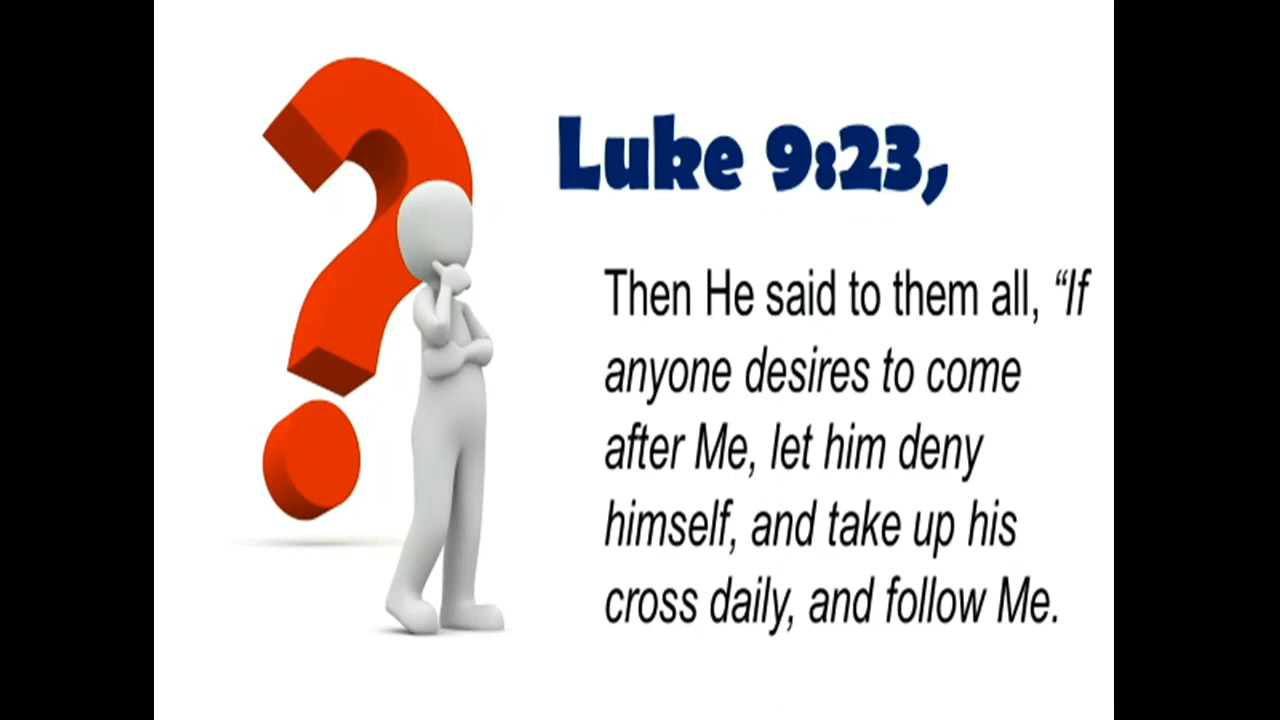 Luke 9:23,
Then He said to them all, “If
anyone desires to come
after Me, let him deny
himself, and take up his
cross daily, and follow Me.